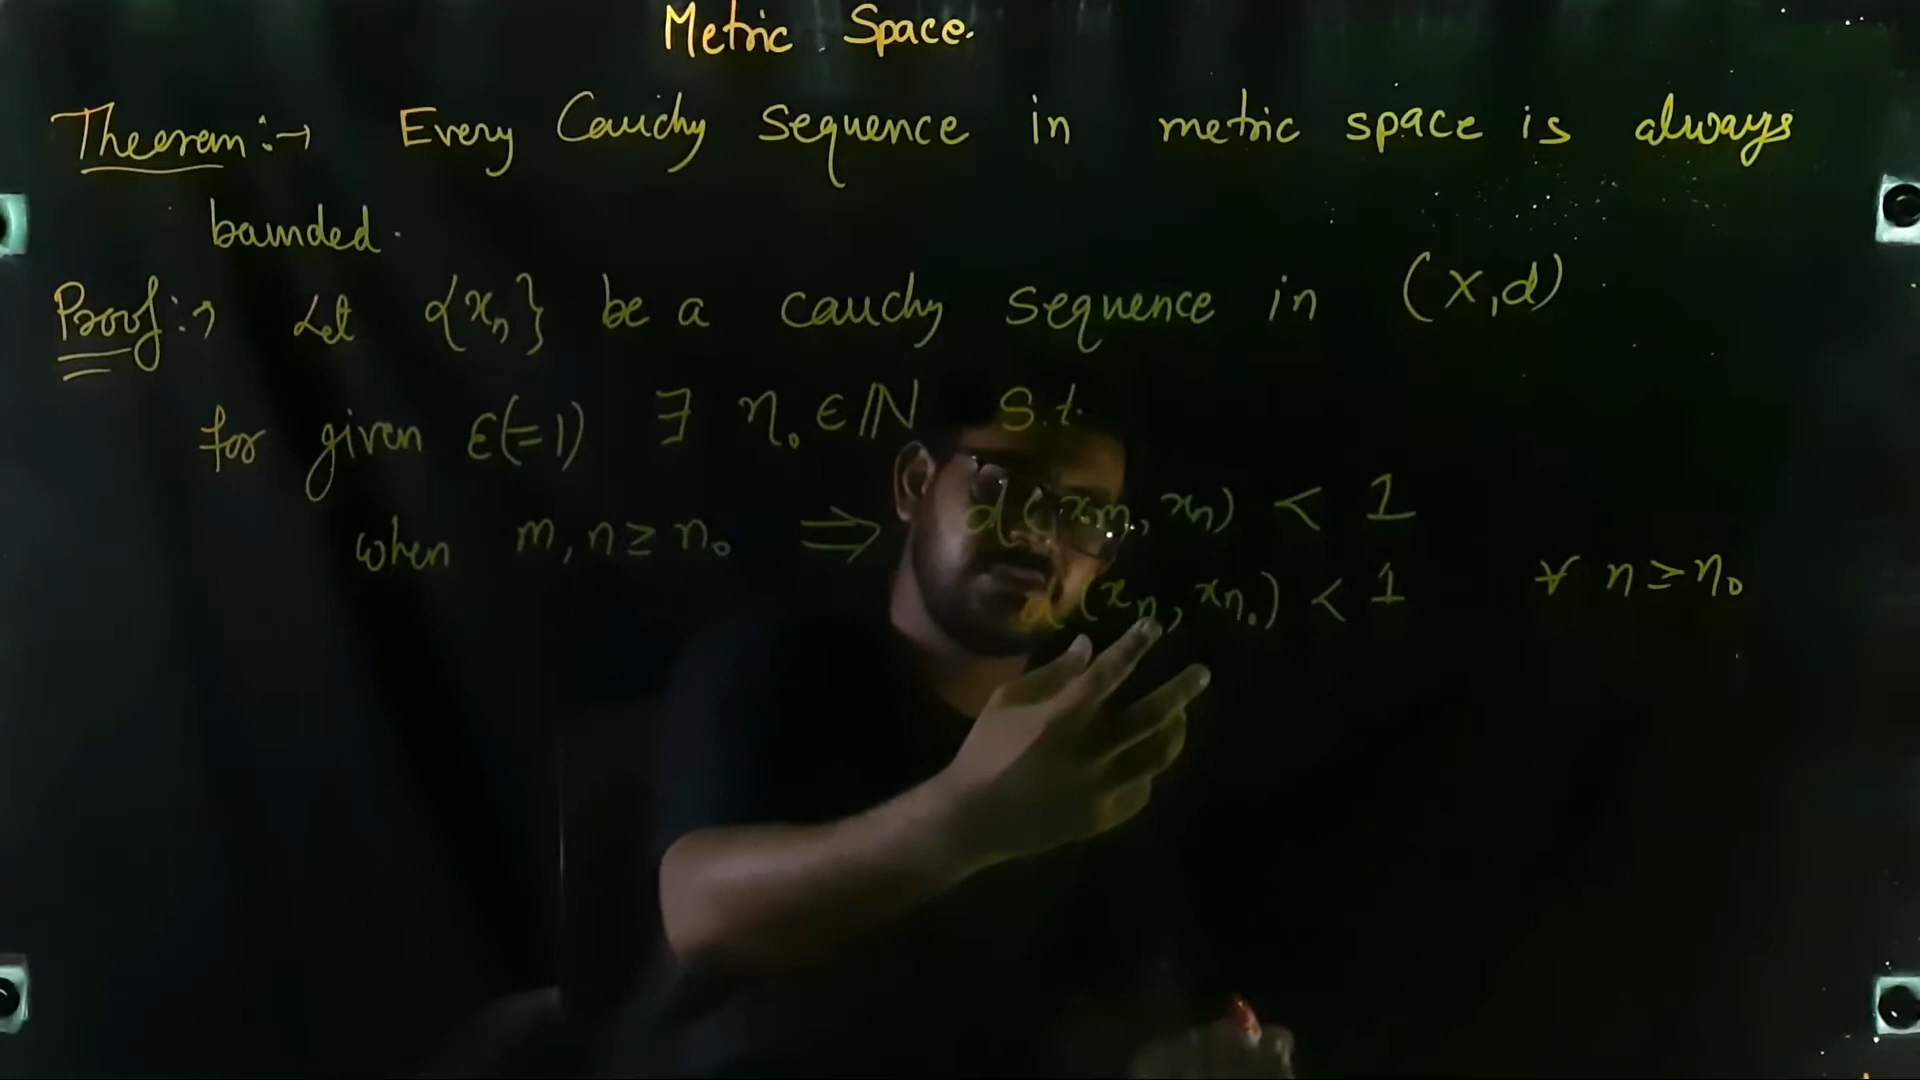 Metric Space.
Theorem:→ Every Cauchy Sequence in metric space is always
bounded.
Proof:→ Let {xₙ} be a cauchy sequence in (X,d)
for given ε(=1) ∃ n₀ ∈ ℕ s.t.
when m,n ≥ n₀ ⇒ d(xₘ, xₙ) < 1
d(xₙ, xₙ₀) < 1 ∀ n ≥ n₀